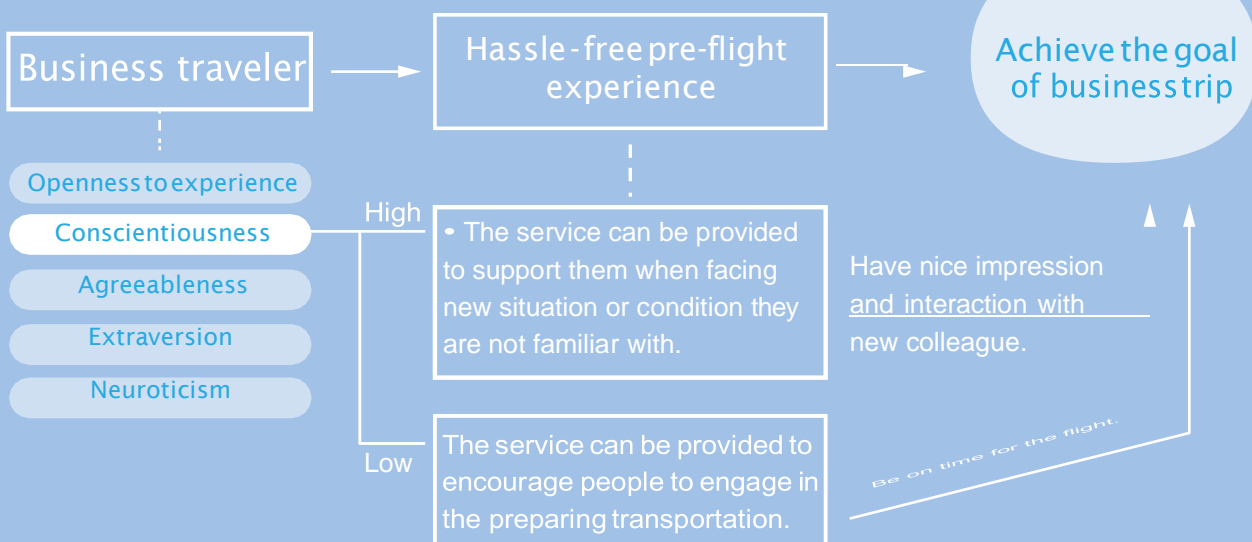 Business traveler
Hassle-free pre-flight
experience
Achieve the goal
of business trip
Openness to experience
Conscientiousness
Agreeableness
Extraversion
Neuroticism
High
• The service can be provided
to support them when facing
new situation or condition they
are not familiar with.
Have nice impression
and interaction with
new colleague.
Low
The service can be provided to
encourage people to engage in
the preparing transportation.
Be on time for the flight.